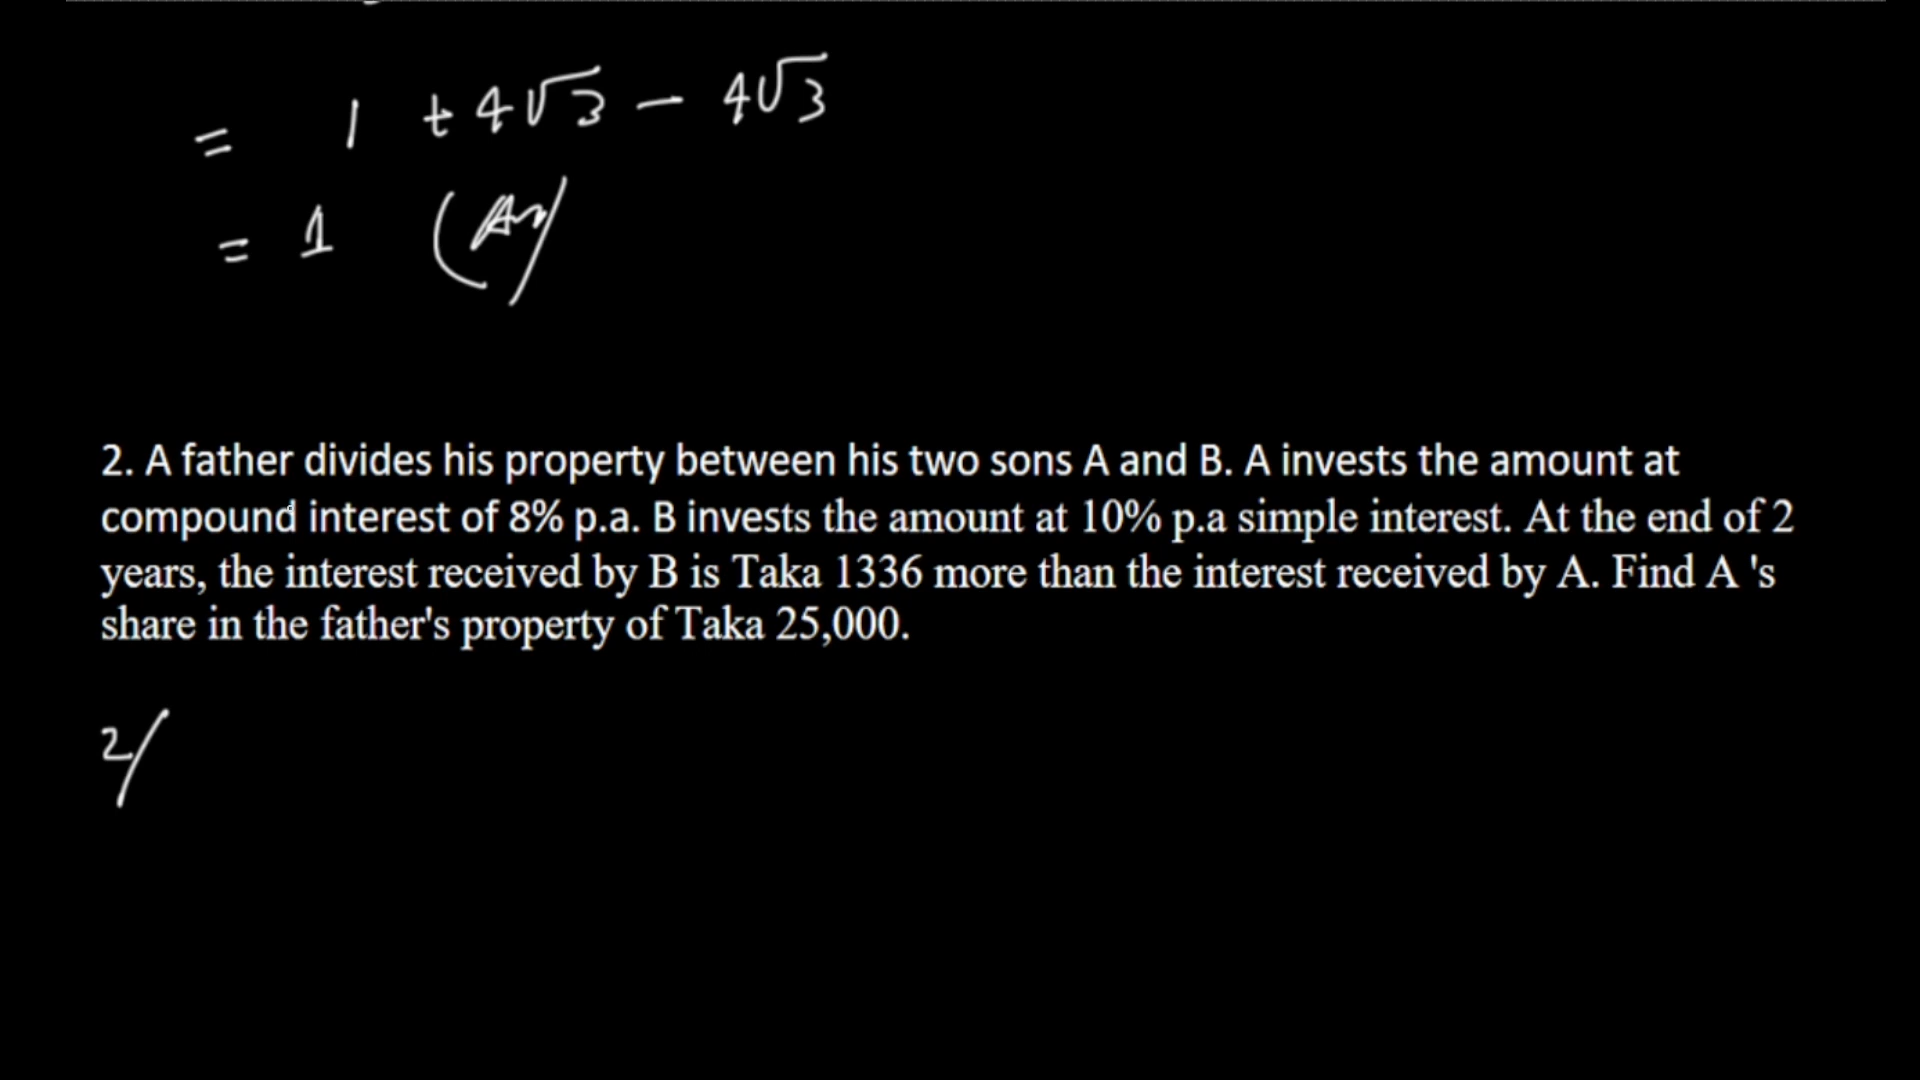 = 1 + 4√3 - 4√3
= 1 (Ans)
2. A father divides his property between his two sons A and B. A invests the amount at
compound interest of 8% p.a. B invests the amount at 10% p.a simple interest. At the end of 2
years, the interest received by B is Taka 1336 more than the interest received by A. Find A 's
share in the father's property of Taka 25,000.
2/